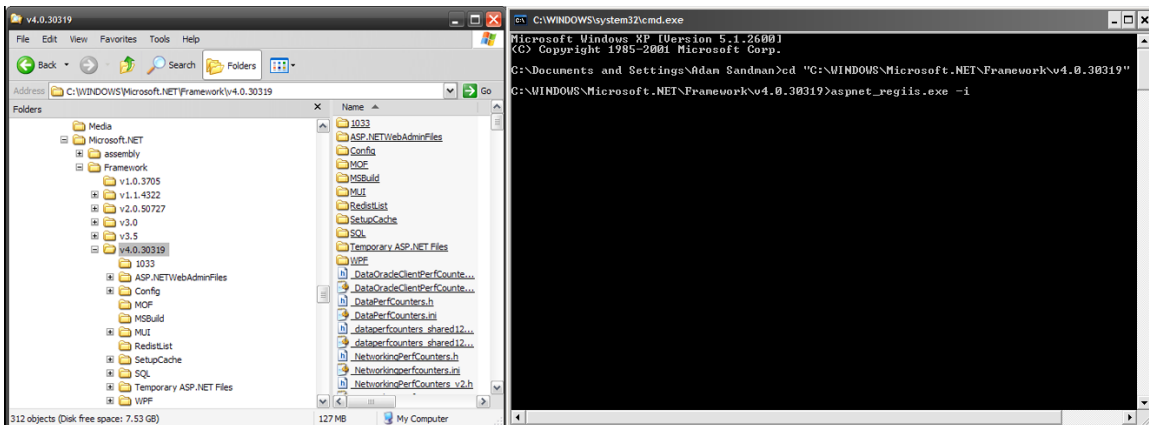 v4.0.30319
File Edit View Favorites Tools Help
Back Search Folders
Address C:\WINDOWS\Microsoft.NET\Framework\v4.0.30319 Go
Folders
Media
Microsoft.NET
assembly
Framework
v1.0.3705
v1.1.4322
v2.0.50727
v3.0
v3.5
v4.0.30319
1033
ASP.NETWebAdminFiles
Config
MOF
MSBuild
MUI
RedistList
SetupCache
SQL
Temporary ASP.NET Files
WPF
Name
1033
ASP.NETWebAdminFiles
Config
MOF
MSBuild
MUI
RedistList
SetupCache
SQL
Temporary ASP.NET Files
WPF
_DataOracleClientPerfCounte...
_DataOracleClientPerfCounte...
_DataPerfCounters.h
_DataPerfCounters.ini
_dataperfcounters_shared12...
_dataperfcounters_shared12...
_NetworkingPerfCounters.h
_Networkingperfcounters.ini
_NetworkingPerfCounters_v2.h
312 objects (Disk free space: 7.53 GB) 127 MB My Computer
C:\WINDOWS\system32\cmd.exe
Microsoft Windows XP [Version 5.1.2600]
(C) Copyright 1985-2001 Microsoft Corp.
C:\Documents and Settings\Adam Sandman>cd "C:\WINDOWS\Microsoft.NET\Framework\v4.0.30319"
C:\WINDOWS\Microsoft.NET\Framework\v4.0.30319>aspnet_regiis.exe -i